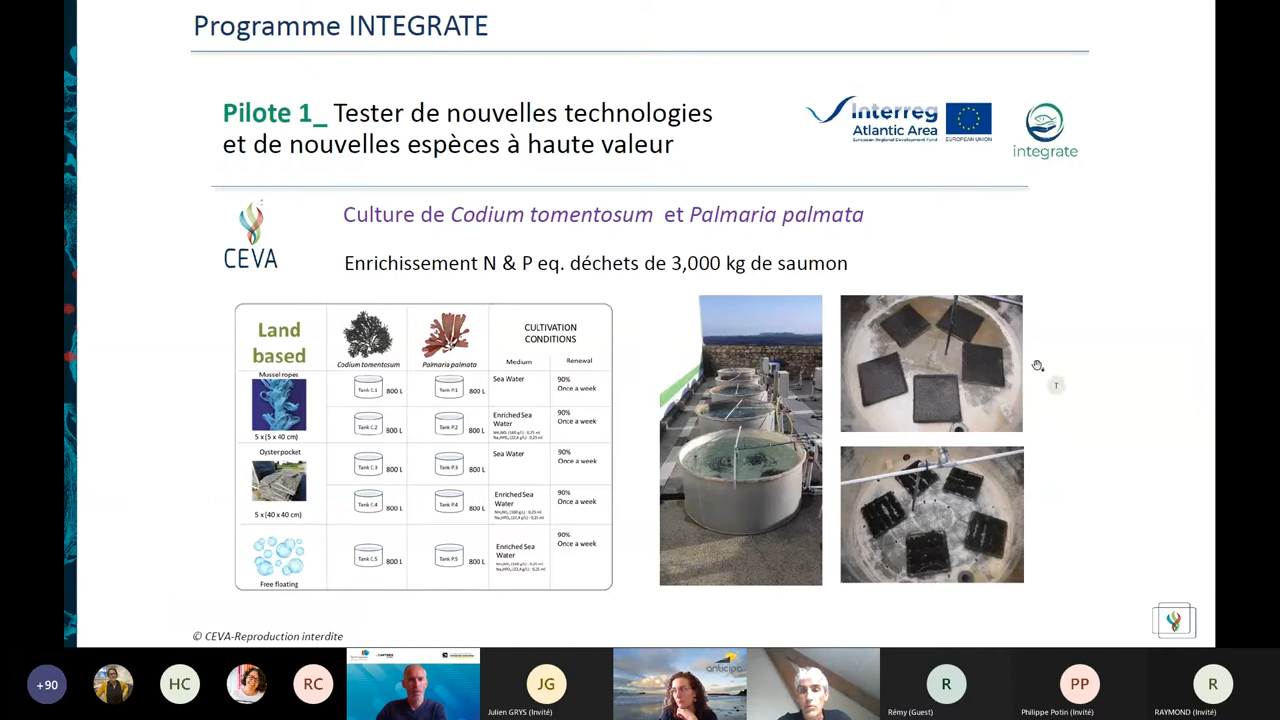 Programme INTEGRATE
Pilote 1_ Tester de nouvelles technologies
et de nouvelles espèces à haute valeur
Interreg
Atlantic Area
European Regional Development Fund
EUROPEAN UNION
integrate
CEVA
Culture de Codium tomentosum et Palmaria palmata
Enrichissement N & P eq. déchets de 3,000 kg de saumon
Land
based
Codium tomentosum
Palmaria palmata
CULTIVATION
CONDITIONS
Medium
Renewal
Mussel ropes
5 x (5 x 40 cm)
Tank C.1 800 L
Tank P.1 800 L
Sea Water
90%
Once a week
Tank C.2 800 L
Tank P.2 800 L
Enriched Sea
Water
90%
Once a week
Oyster pocket
5 x (40 x 40 cm)
Tank C.3 800 L
Tank P.3 800 L
Sea Water
90%
Once a week
Tank C.4 800 L
Tank P.4 800 L
Enriched Sea
Water
90%
Once a week
Free floating
Tank C.5 800 L
Tank P.5 800 L
Enriched Sea
Water
90%
Once a week
T
© CEVA-Reproduction interdite
+90
HC
RC
JG
Julien GRYS (Invité)
anticipa
R
Rémy (Guest)
PP
Philippe Potin (Invité)
R
RAYMOND (Invité)